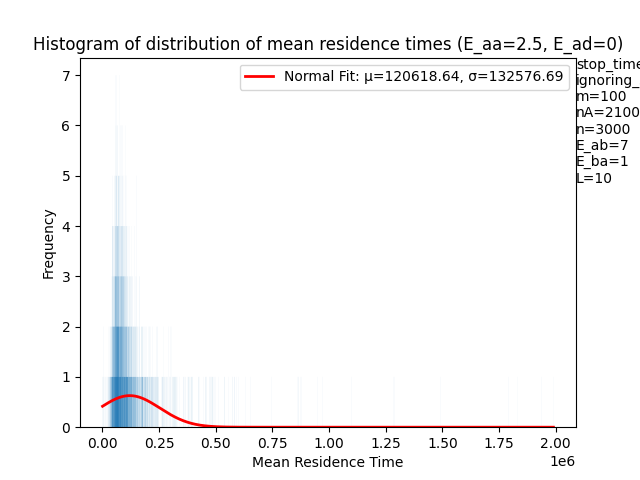 Histogram of distribution of mean residence times (E_aa=2.5, E_ad=0)
Normal Fit: μ=120618.64, σ=132576.69
stop_time
ignoring_
m=100
nA=2100
n=3000
E_ab=7
E_ba=1
L=10
Frequency
7
6
5
4
3
2
1
0
0.00 0.25 0.50 0.75 1.00 1.25 1.50 1.75 2.00
1e6
Mean Residence Time